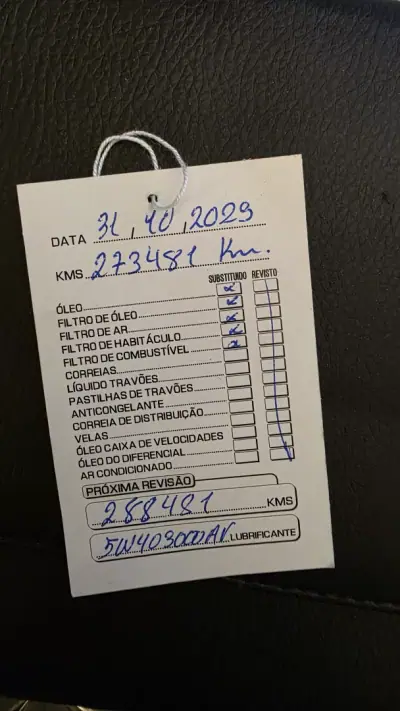 DATA 31, 10, 2023
KMS 273481 Km.
SUBSTITUIDO REVISTO
ÓLEO
FILTRO DE ÓLEO
FILTRO DE AR
FILTRO DE HABITÁCULO
FILTRO DE COMBUSTÍVEL
CORREIAS
LÍQUIDO TRAVÕES
PASTILHAS DE TRAVÕES
ANTICONGELANTE
CORREIA DE DISTRIBUIÇÃO
VELAS
ÓLEO CAIXA DE VELOCIDADES
ÓLEO DO DIFERENCIAL
AR CONDICIONADO
PRÓXIMA REVISÃO
288481 KMS
5W40 LUBRIFICANTE